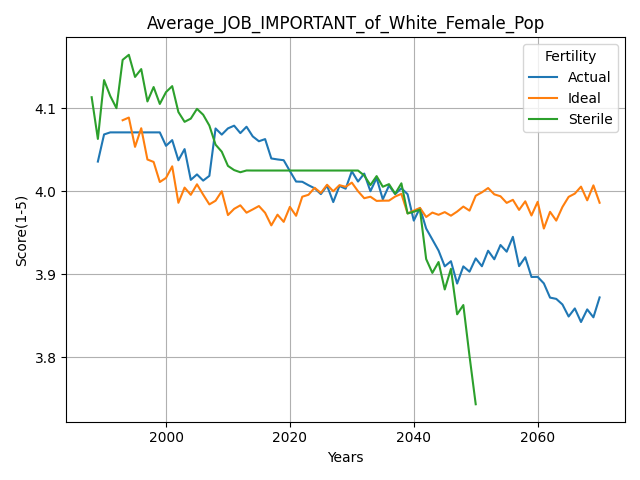 Average_JOB_IMPORTANT_of_White_Female_Pop
Fertility
Actual
Ideal
Sterile
Score(1-5)
4.1
4.0
3.9
3.8
2000 2020 2040 2060
Years